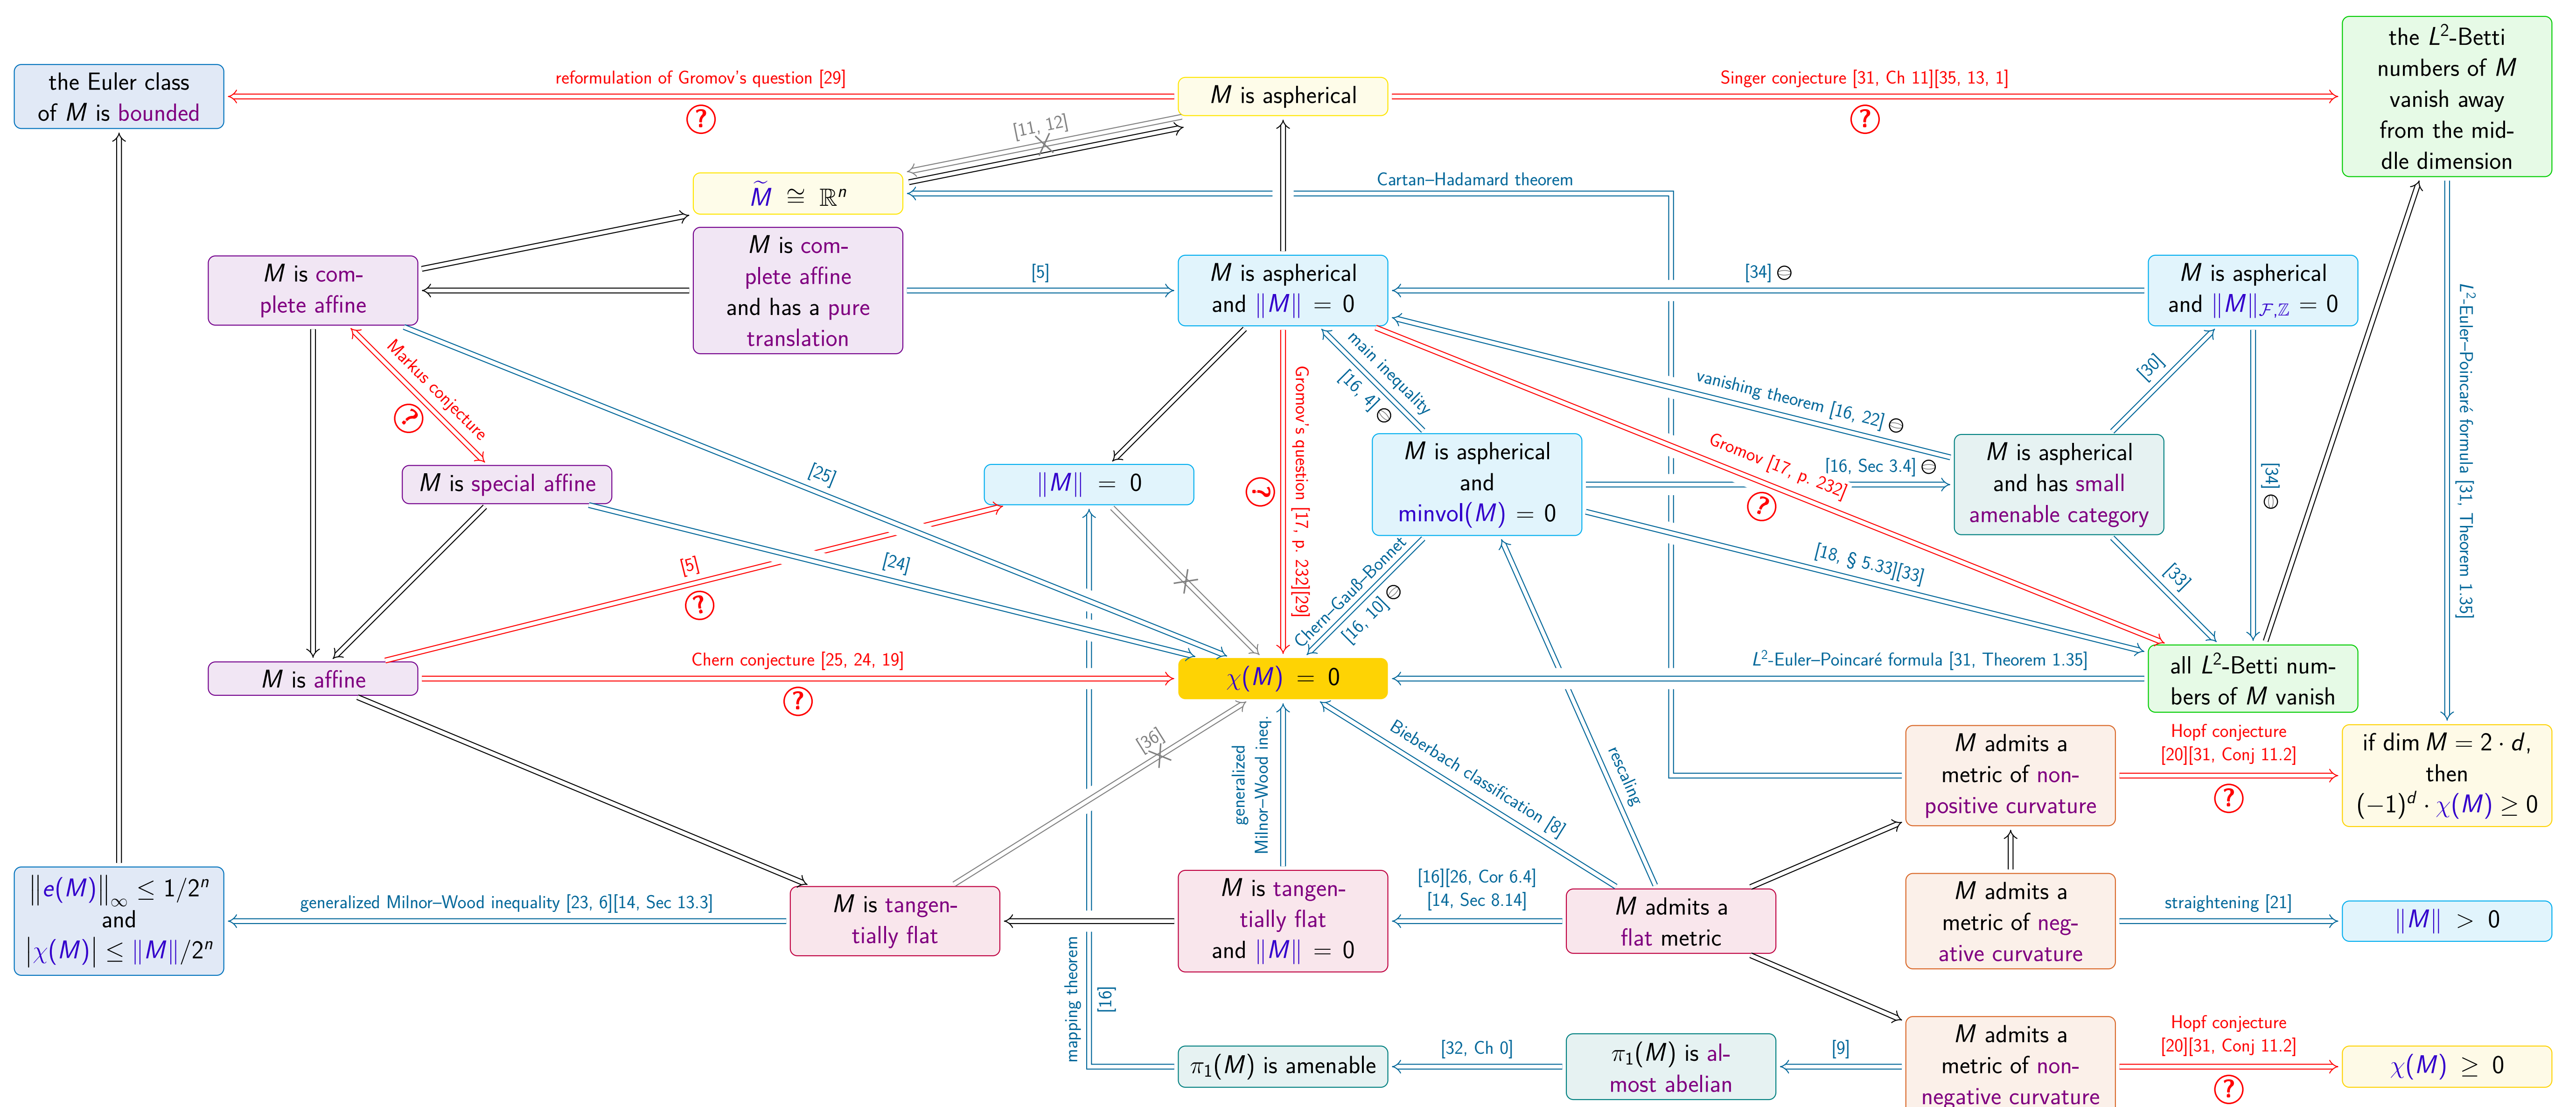 the Euler class
of M is bounded
reformulation of Gromov's question [29]
?
M is aspherical
Singer conjecture [31, Ch 11][35, 13, 1]
?
the L²-Betti
numbers of M
vanish away
from the mid-
dle dimension
[11, 12]
M̃ ≅ ℝⁿ
Cartan–Hadamard theorem
M is com-
plete affine
M is com-
plete affine
and has a pure
translation
[5]
M is aspherical
and ‖M‖ = 0
[34]
M is aspherical
and ‖M‖_{ℱ,ℤ} = 0
L²-Euler–Poincaré formula [31, Theorem 1.35]
Markus conjecture
?
[25]
Gromov's question [17, p. 232][29]
?
main inequality
[16, 4]
vanishing theorem [16, 22]
[30]
[34]
Gromov [17, p. 232]
?
M is special affine
‖M‖ = 0
M is aspherical
and
minvol(M) = 0
[16, Sec 3.4]
M is aspherical
and has small
amenable category
[5]
?
[24]
Chern–Gauß–Bonnet
[16, 10]
[18, § 5.33][33]
[33]
M is affine
Chern conjecture [25, 24, 19]
?
χ(M) = 0
L²-Euler–Poincaré formula [31, Theorem 1.35]
all L²-Betti num-
bers of M vanish
[36]
generalized
Milnor–Wood ineq.
Bieberbach classification [8]
rescaling
M admits a
metric of non-
positive curvature
Hopf conjecture
[20][31, Conj 11.2]
?
if dim M = 2 · d,
then
(−1)ᵈ · χ(M) ≥ 0
‖e(M)‖_∞ ≤ 1/2ⁿ
and
|χ(M)| ≤ ‖M‖/2ⁿ
generalized Milnor–Wood inequality [23, 6][14, Sec 13.3]
M is tangen-
tially flat
M is tangen-
tially flat
and ‖M‖ = 0
[16][26, Cor 6.4]
[14, Sec 8.14]
M admits a
flat metric
M admits a
metric of neg-
ative curvature
straightening [21]
‖M‖ > 0
mapping theorem
[16]
π₁(M) is amenable
[32, Ch 0]
π₁(M) is al-
most abelian
[9]
M admits a
metric of non-
negative curvature
Hopf conjecture
[20][31, Conj 11.2]
?
χ(M) ≥ 0